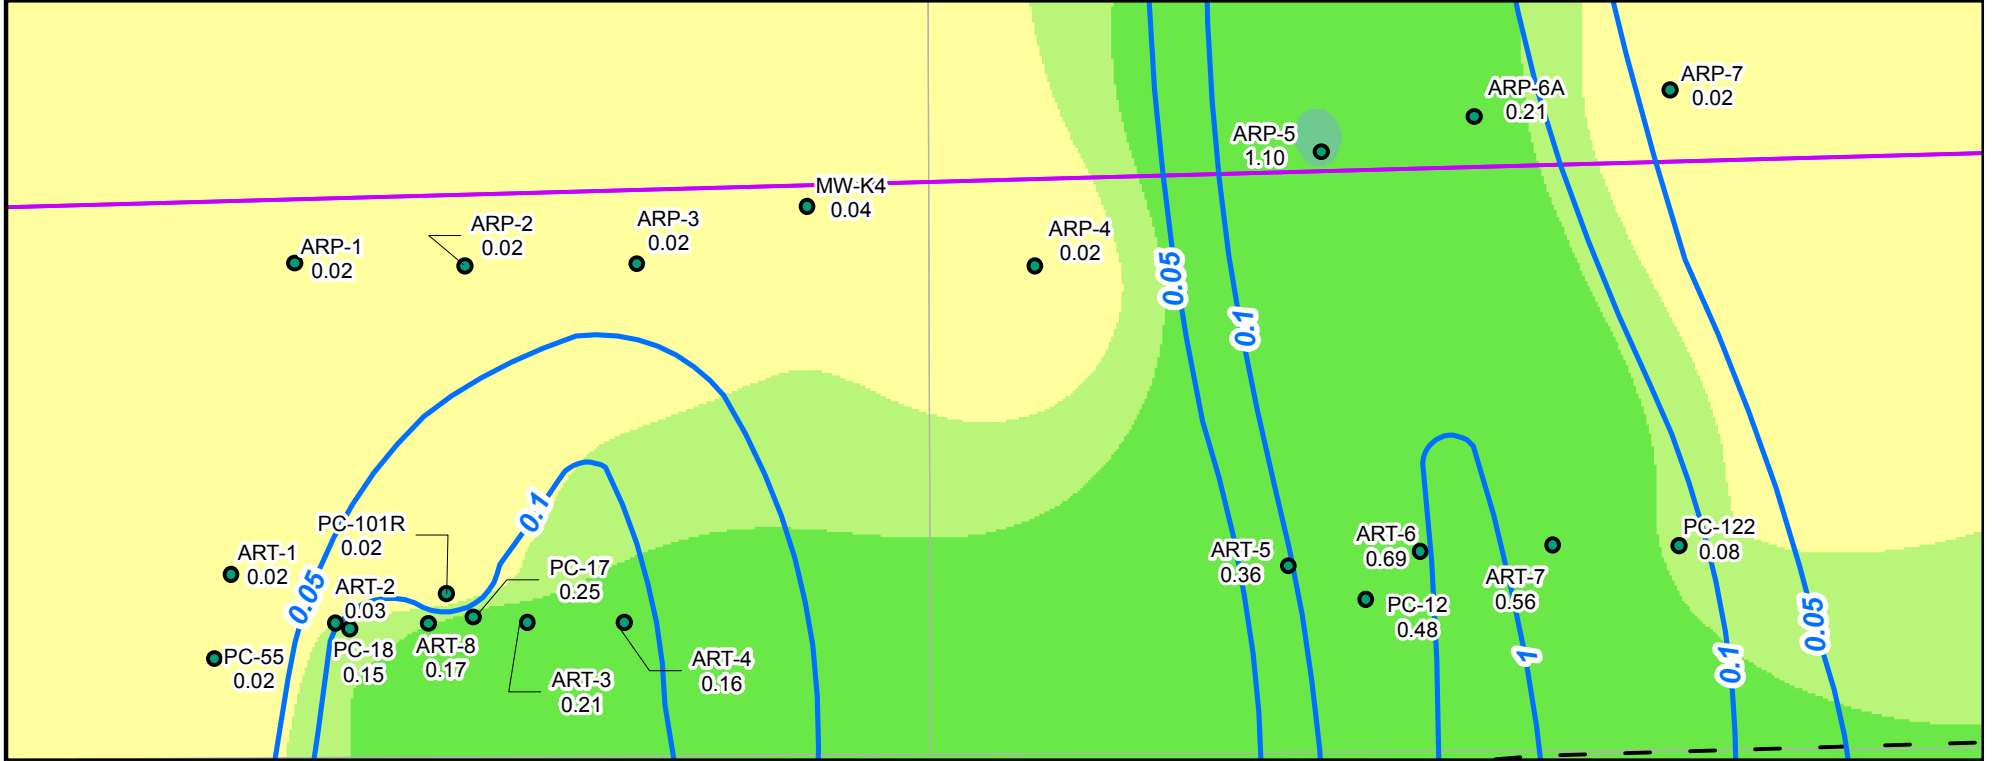 ARP-7
0.02
ARP-6A
0.21
ARP-5
1.10
MW-K4
0.04
ARP-3
0.02
ARP-2
0.02
ARP-1
0.02
ARP-4
0.02
0.05
0.1
0.1
PC-101R
0.02
ART-1
0.02
0.05
ART-2
0.03
PC-17
0.25
PC-55
0.02
PC-18
0.15
ART-8
0.17
ART-3
0.21
ART-4
0.16
ART-5
0.36
ART-6
0.69
PC-12
0.48
ART-7
0.56
PC-122
0.08
1
0.1
0.05